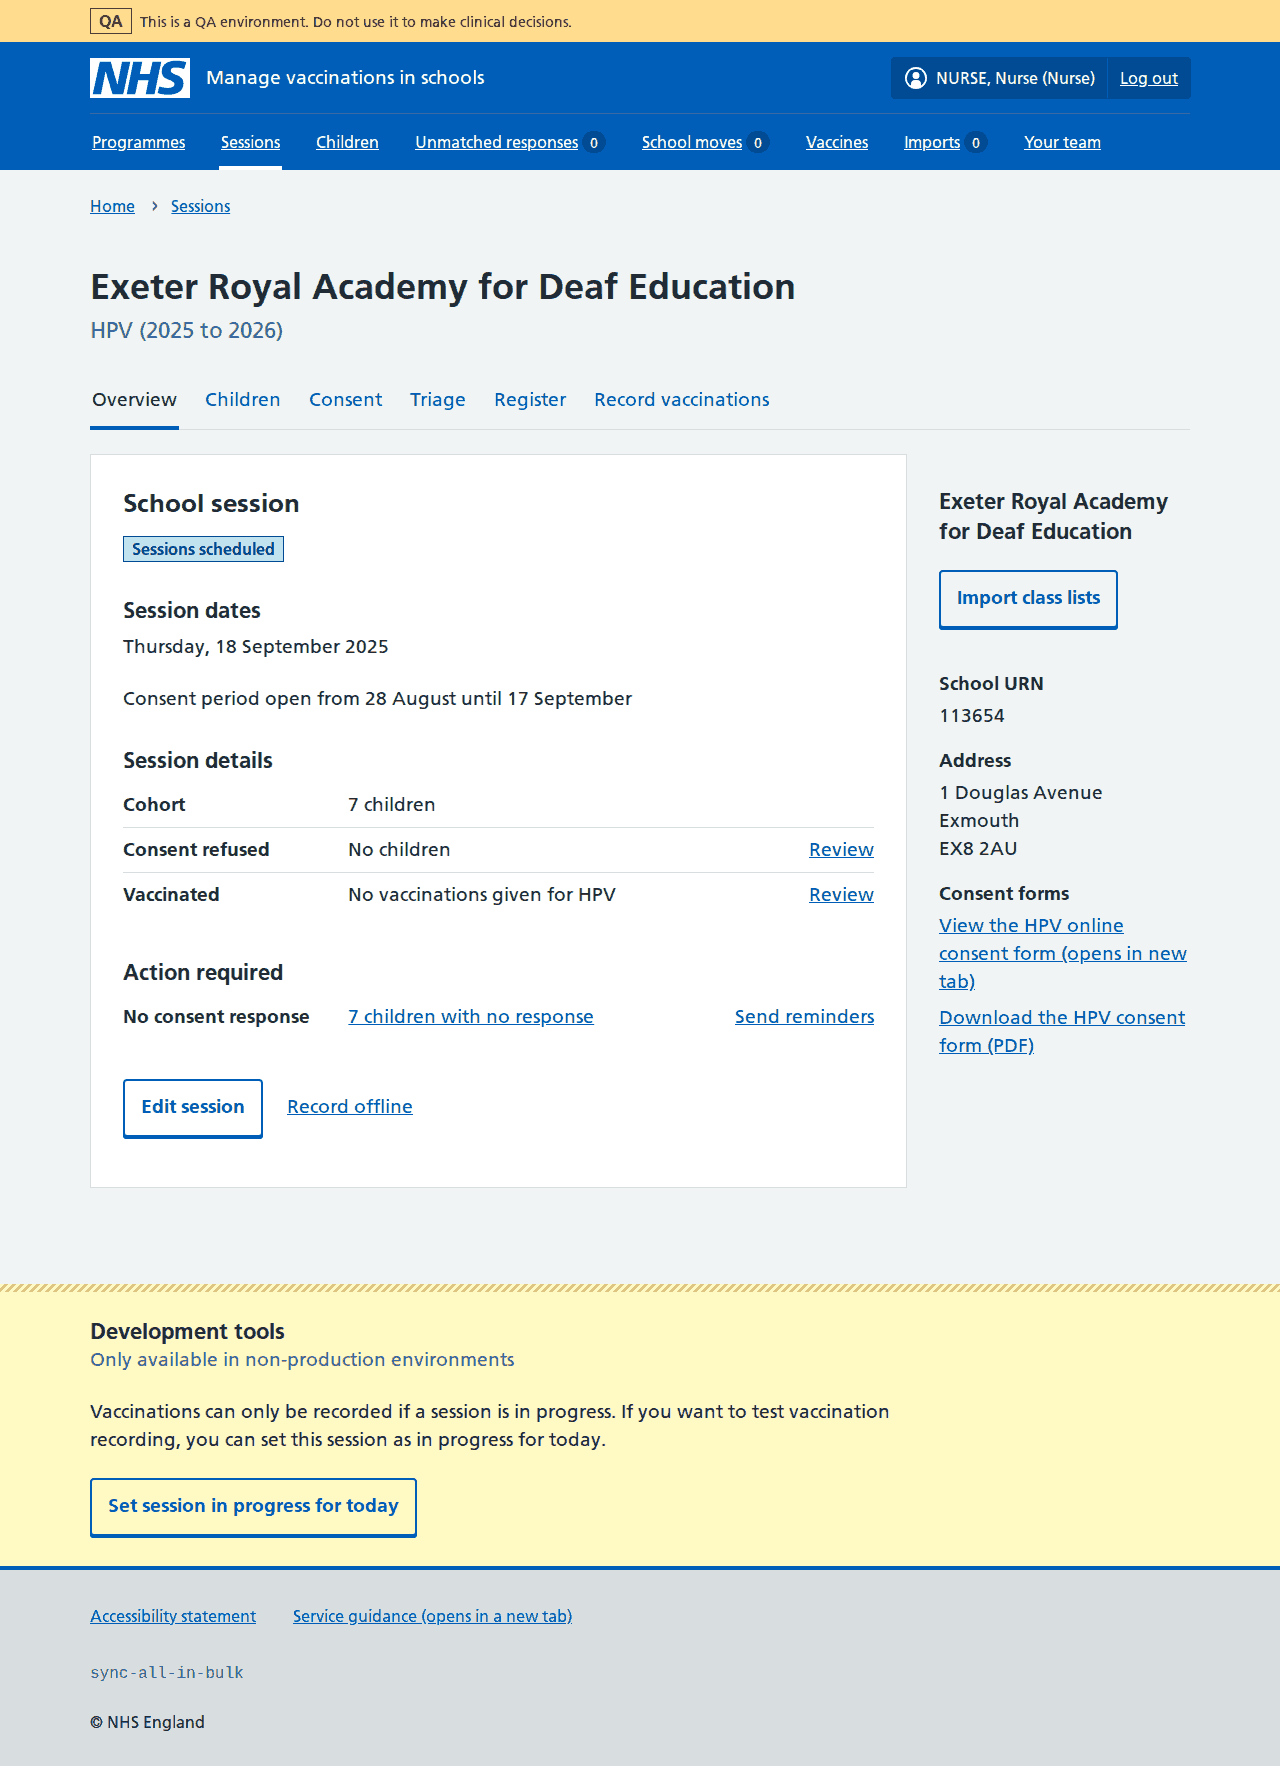 QA This is a QA environment. Do not use it to make clinical decisions.
NHS Manage vaccinations in schools NURSE, Nurse (Nurse) Log out
Programmes Sessions Children Unmatched responses 0 School moves 0 Vaccines Imports 0 Your team
Home › Sessions
Exeter Royal Academy for Deaf Education
HPV (2025 to 2026)
Overview Children Consent Triage Register Record vaccinations
School session
Sessions scheduled
Session dates
Thursday, 18 September 2025
Consent period open from 28 August until 17 September
Session details
Cohort 7 children
Consent refused No children Review
Vaccinated No vaccinations given for HPV Review
Action required
No consent response 7 children with no response Send reminders
Edit session Record offline
Exeter Royal Academy
for Deaf Education
Import class lists
School URN
113654
Address
1 Douglas Avenue
Exmouth
EX8 2AU
Consent forms
View the HPV online
consent form (opens in new
tab)
Download the HPV consent
form (PDF)
Development tools
Only available in non-production environments
Vaccinations can only be recorded if a session is in progress. If you want to test vaccination
recording, you can set this session as in progress for today.
Set session in progress for today
Accessibility statement Service guidance (opens in a new tab)
sync-all-in-bulk
© NHS England